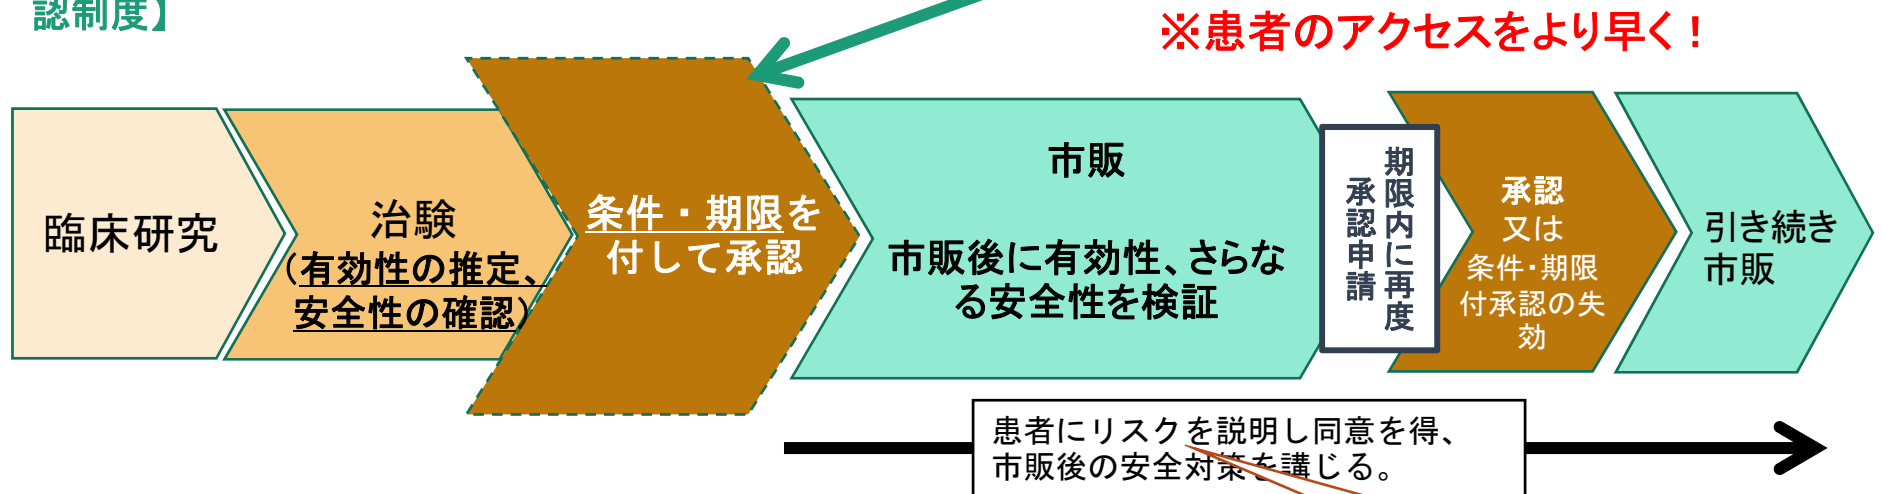 認制度】
※患者のアクセスをより早く！
臨床研究
治験
（有効性の推定、
安全性の確認）
条件・期限を
付して承認
市販
市販後に有効性、さらな
る安全性を検証
期限内に再度
承認申請
承認
又は
条件・期限
付承認の失
効
引き続き
市販
患者にリスクを説明し同意を得、
市販後の安全対策を講じる。